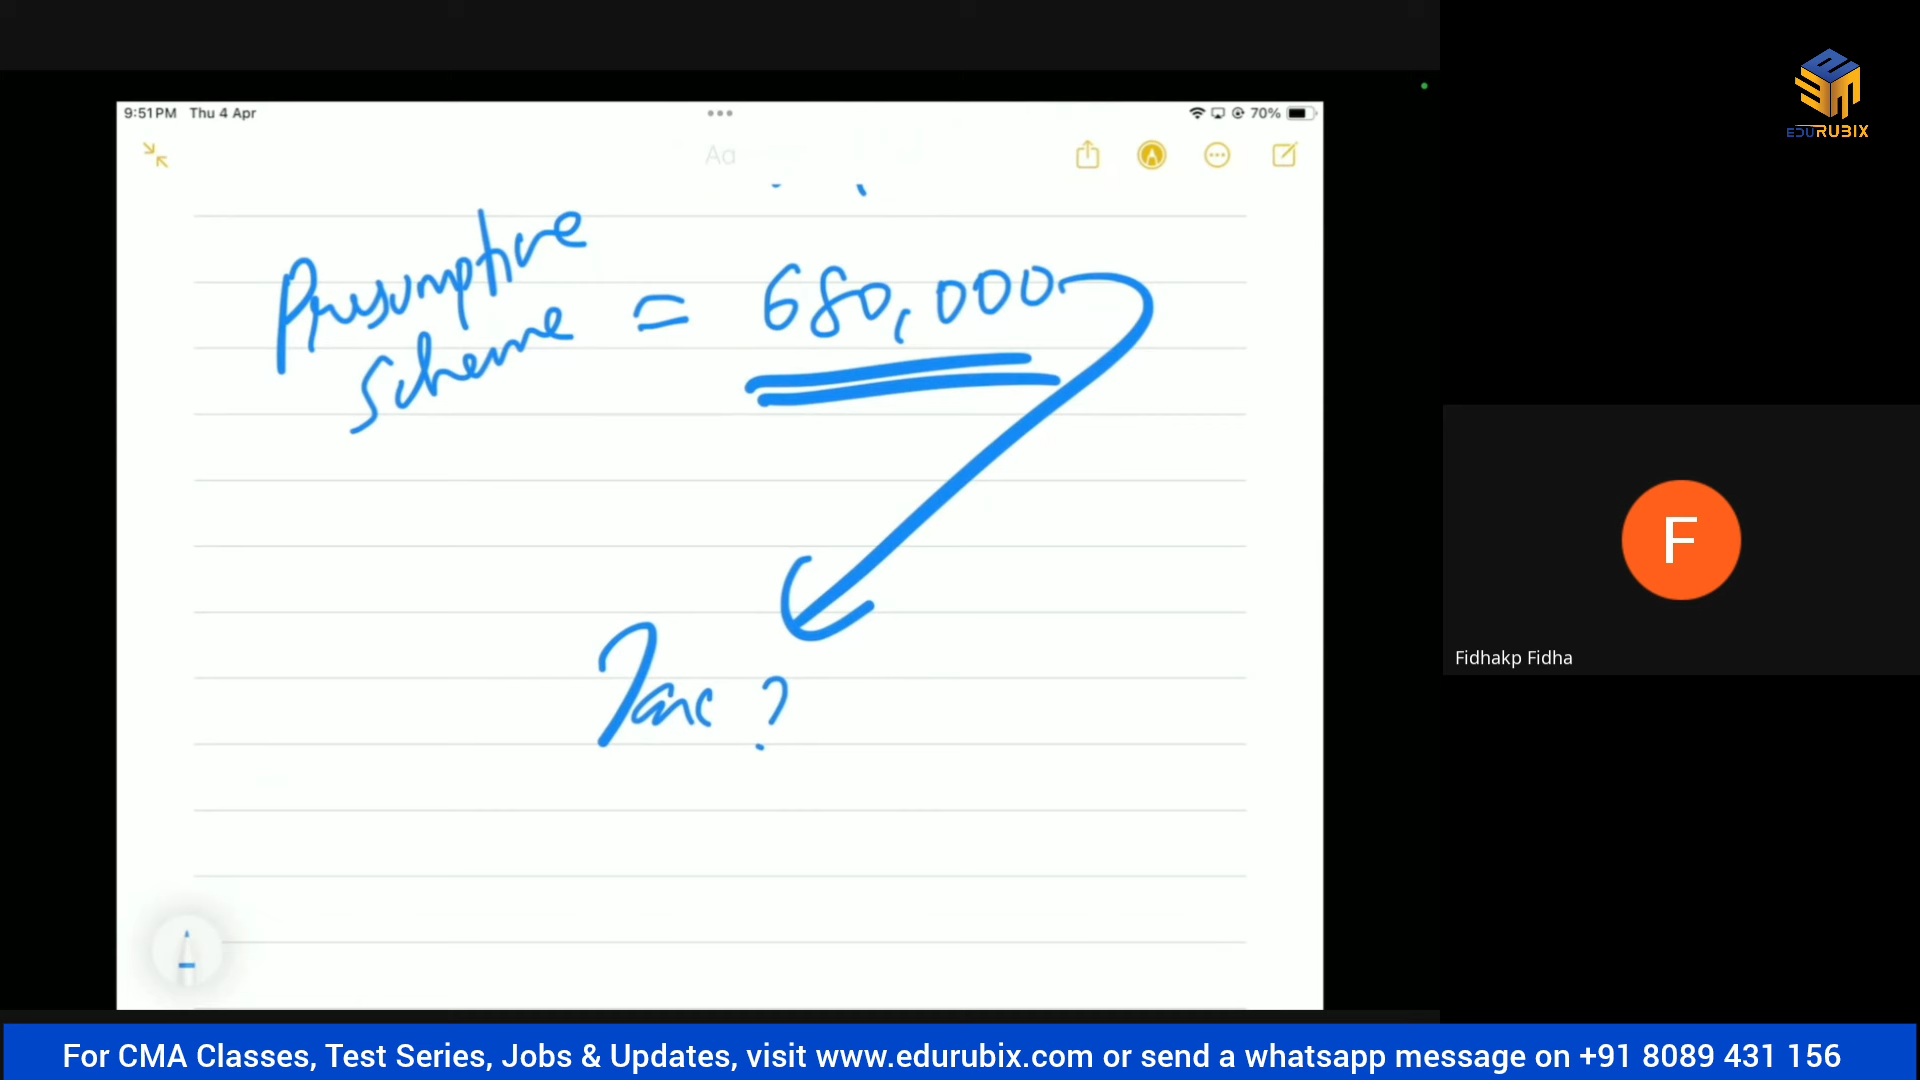 9:51 PM Thu 4 Apr
70%
Aa
EDURUBIX
Presumptive
Scheme = 680,000
?
F
Fidhakp Fidha
For CMA Classes, Test Series, Jobs & Updates, visit www.edurubix.com or send a whatsapp message on +91 8089 431 156